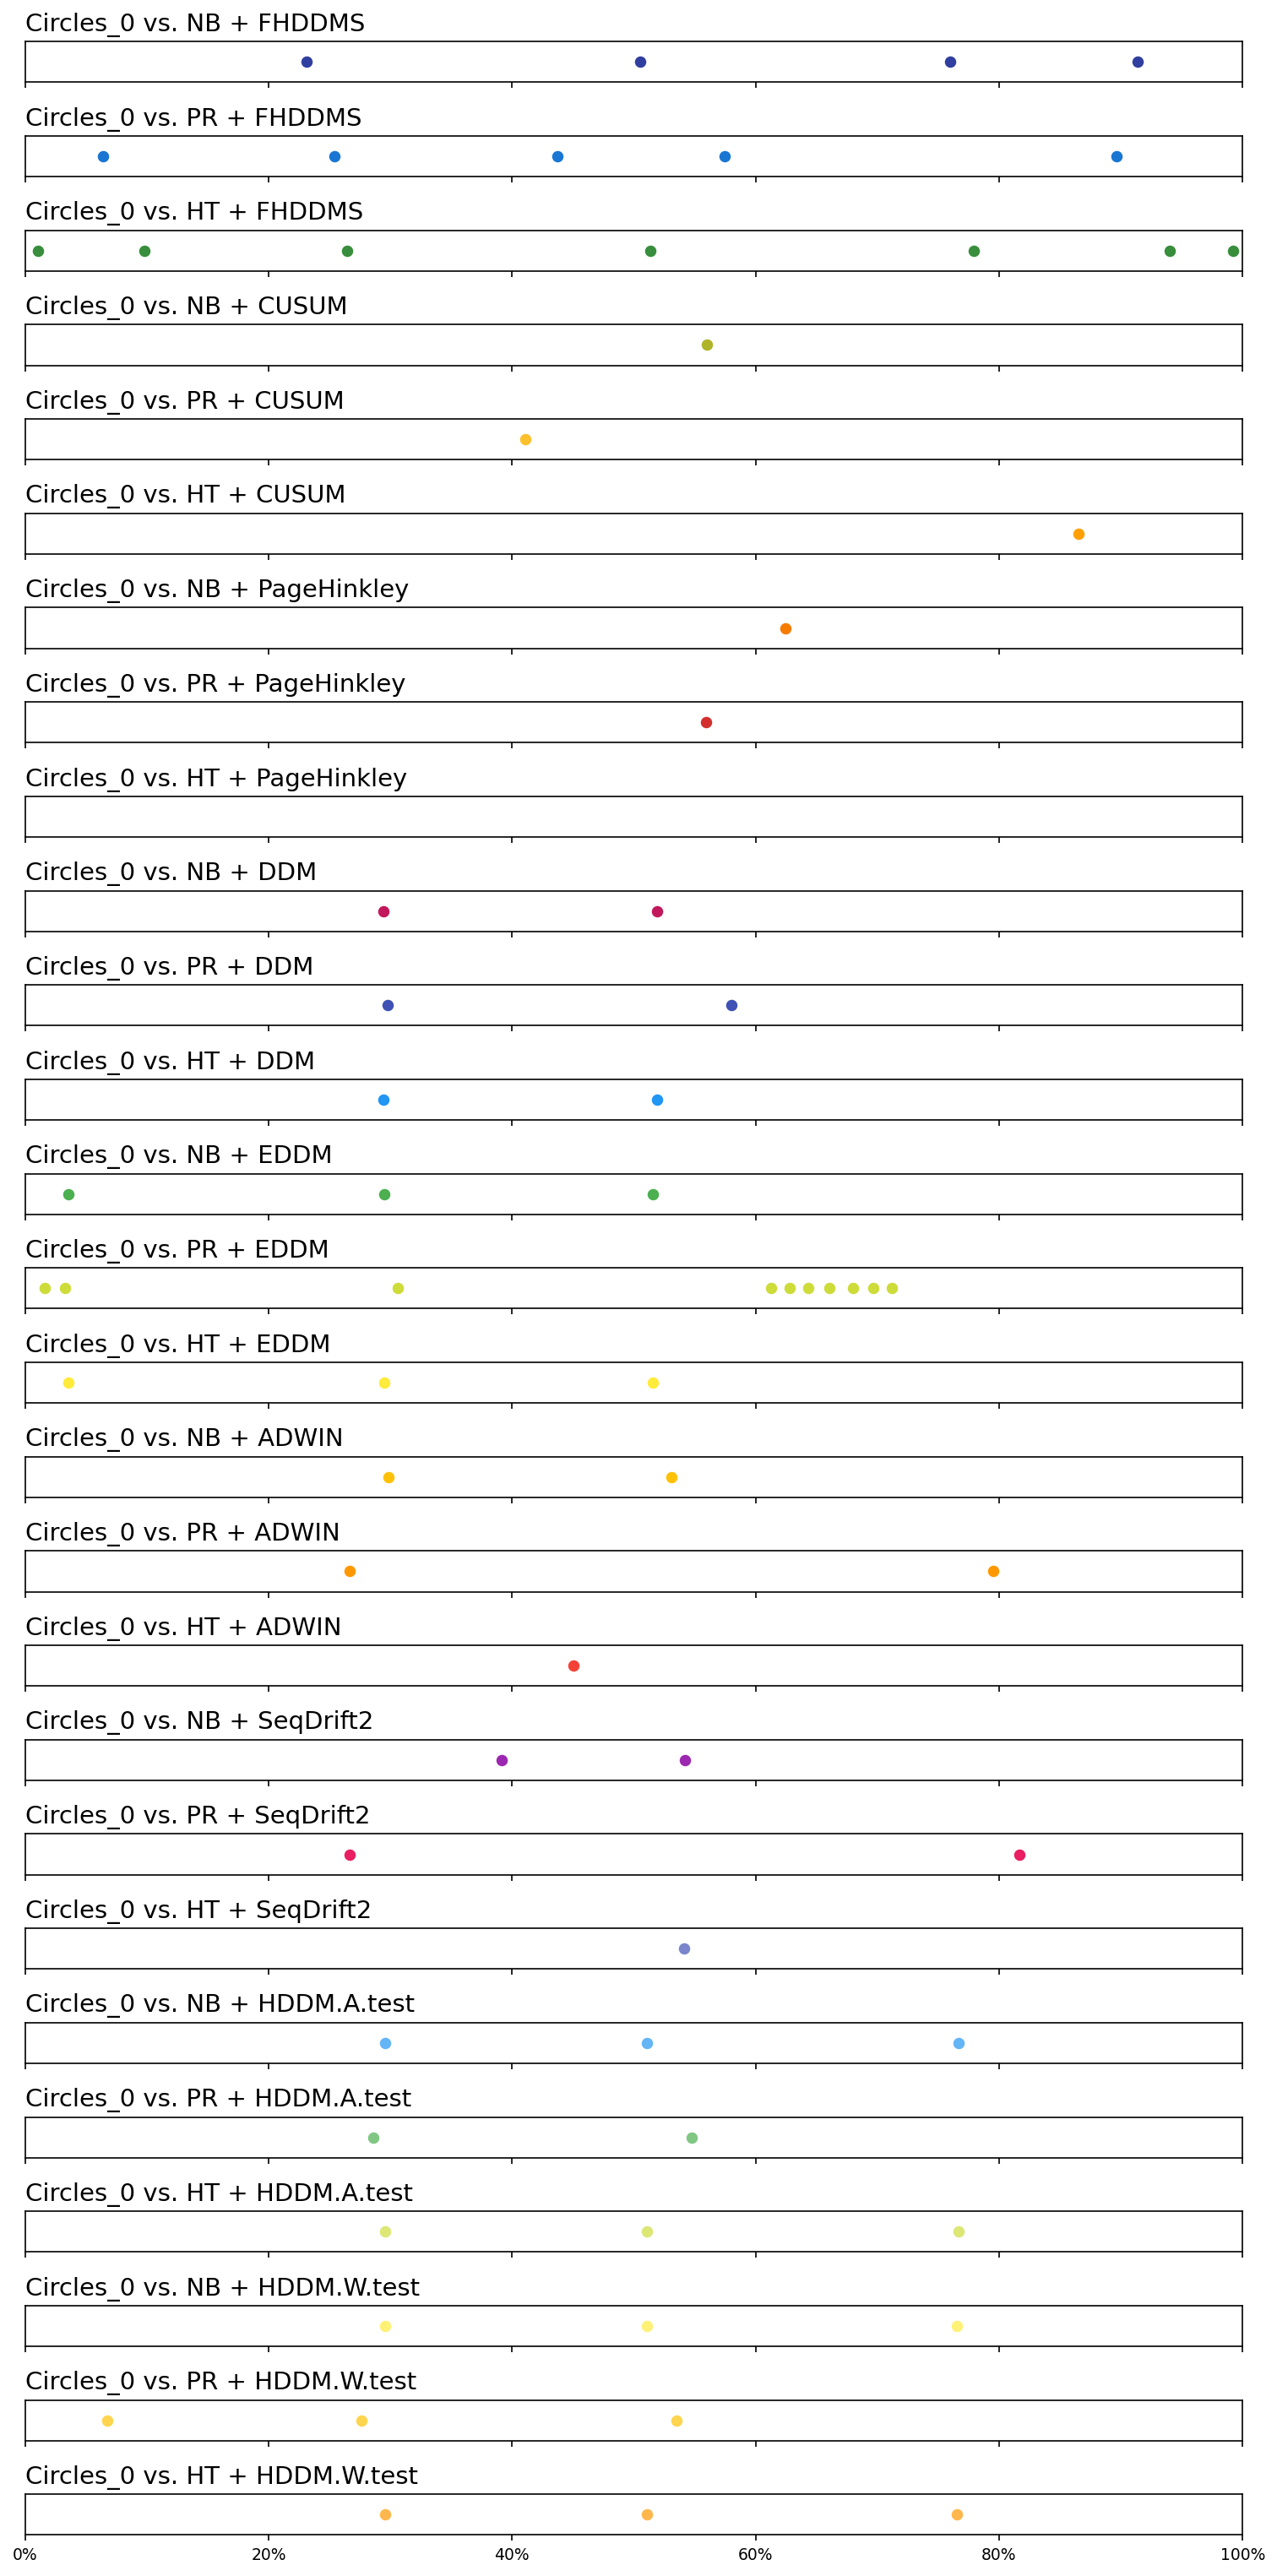 Circles_0 vs. NB + FHDDMS
Circles_0 vs. PR + FHDDMS
Circles_0 vs. HT + FHDDMS
Circles_0 vs. NB + CUSUM
Circles_0 vs. PR + CUSUM
Circles_0 vs. HT + CUSUM
Circles_0 vs. NB + PageHinkley
Circles_0 vs. PR + PageHinkley
Circles_0 vs. HT + PageHinkley
Circles_0 vs. NB + DDM
Circles_0 vs. PR + DDM
Circles_0 vs. HT + DDM
Circles_0 vs. NB + EDDM
Circles_0 vs. PR + EDDM
Circles_0 vs. HT + EDDM
Circles_0 vs. NB + ADWIN
Circles_0 vs. PR + ADWIN
Circles_0 vs. HT + ADWIN
Circles_0 vs. NB + SeqDrift2
Circles_0 vs. PR + SeqDrift2
Circles_0 vs. HT + SeqDrift2
Circles_0 vs. NB + HDDM.A.test
Circles_0 vs. PR + HDDM.A.test
Circles_0 vs. HT + HDDM.A.test
Circles_0 vs. NB + HDDM.W.test
Circles_0 vs. PR + HDDM.W.test
Circles_0 vs. HT + HDDM.W.test
0% 20% 40% 60% 80% 100%